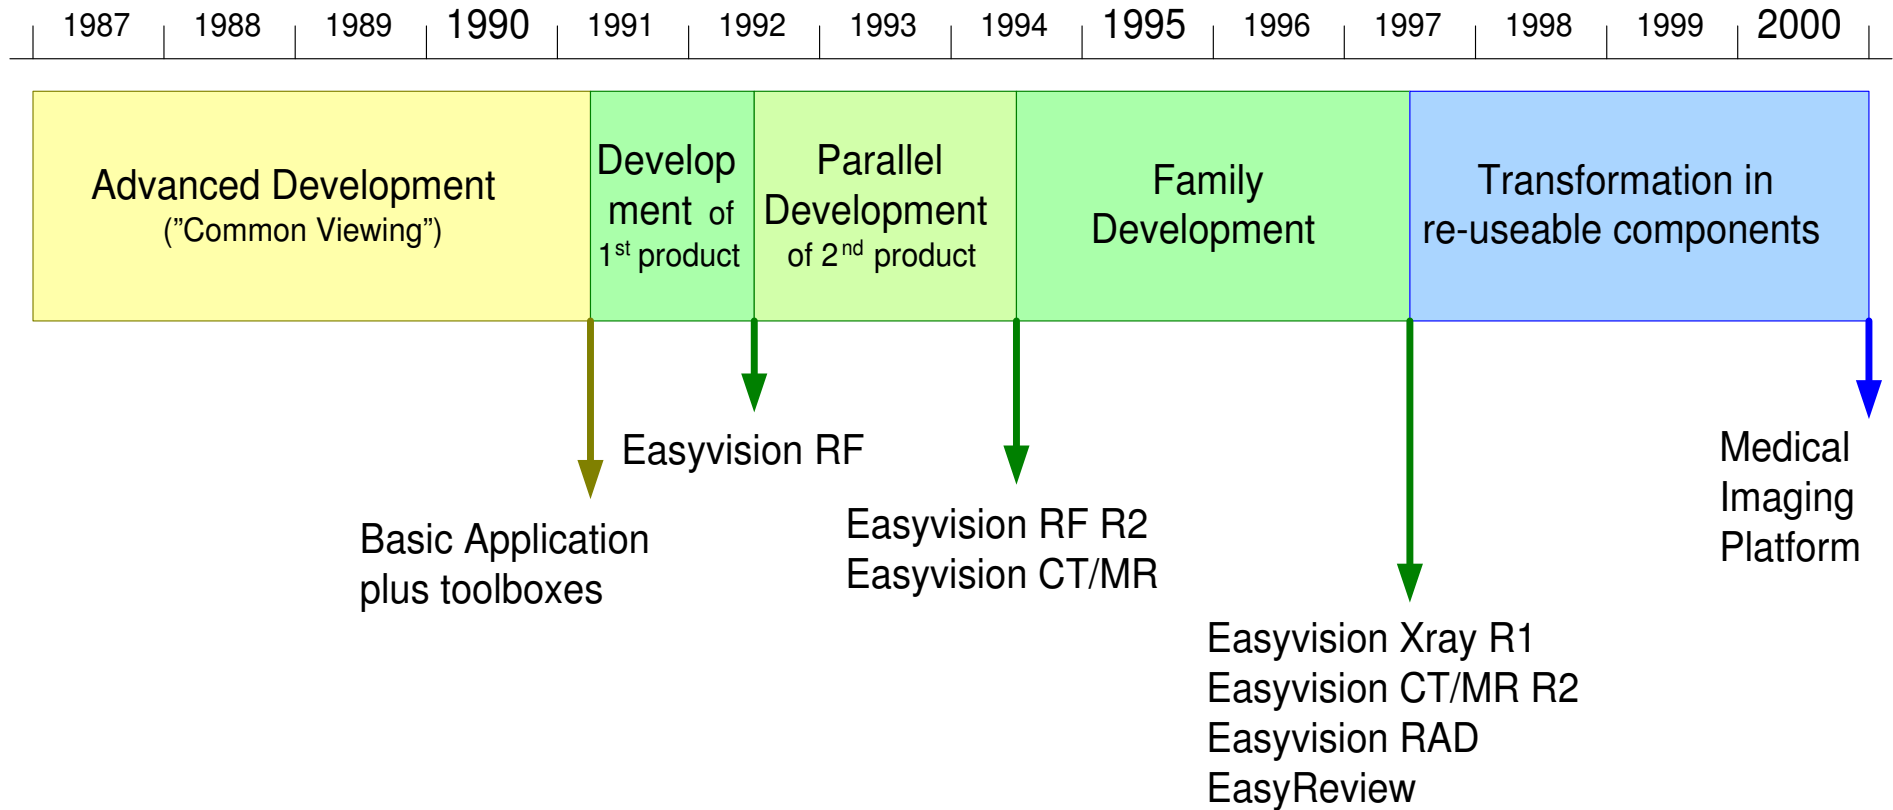 1987 1988 1989 1990 1991 1992 1993 1994 1995 1996 1997 1998 1999 2000
Advanced Development
("Common Viewing")
Develop
ment of
1st product
Parallel
Development
of 2nd product
Family
Development
Transformation in
re-useable components
Basic Application
plus toolboxes
Easyvision RF
Easyvision RF R2
Easyvision CT/MR
Easyvision Xray R1
Easyvision CT/MR R2
Easyvision RAD
EasyReview
Medical
Imaging
Platform